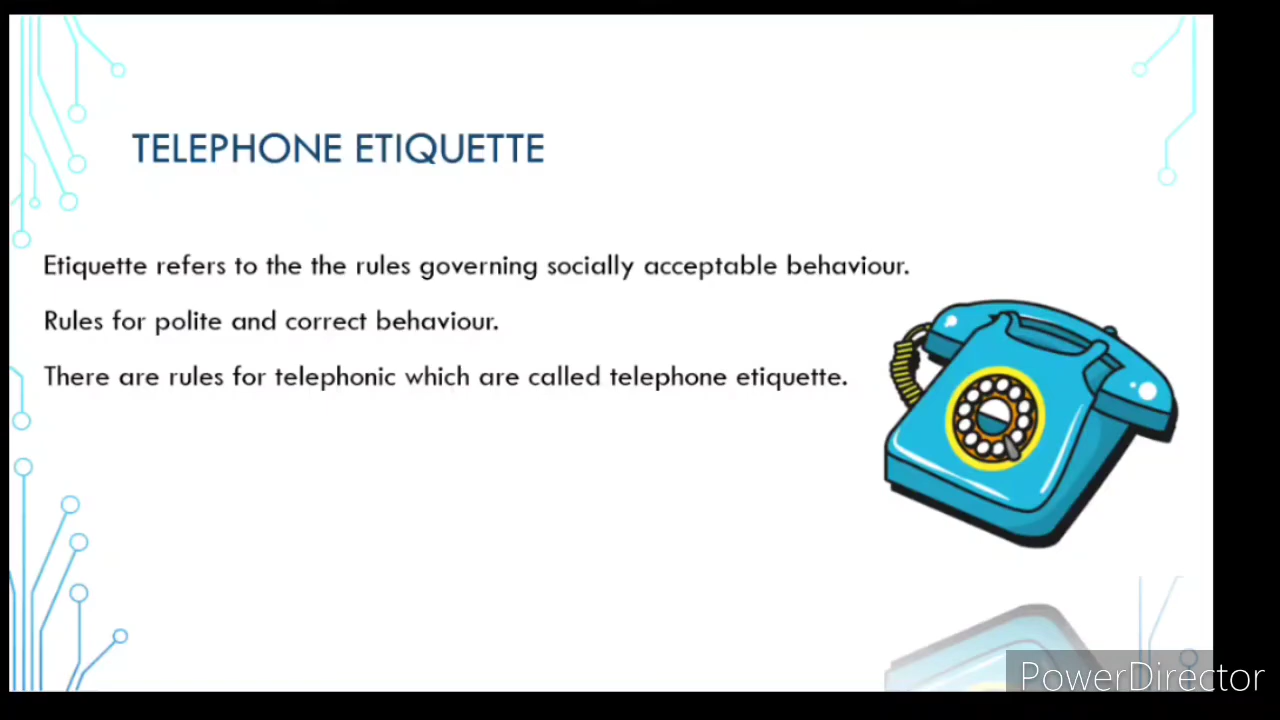 TELEPHONE ETIQUETTE
Etiquette refers to the the rules governing socially acceptable behaviour.
Rules for polite and correct behaviour.
There are rules for telephonic which are called telephone etiquette.
PowerDirector